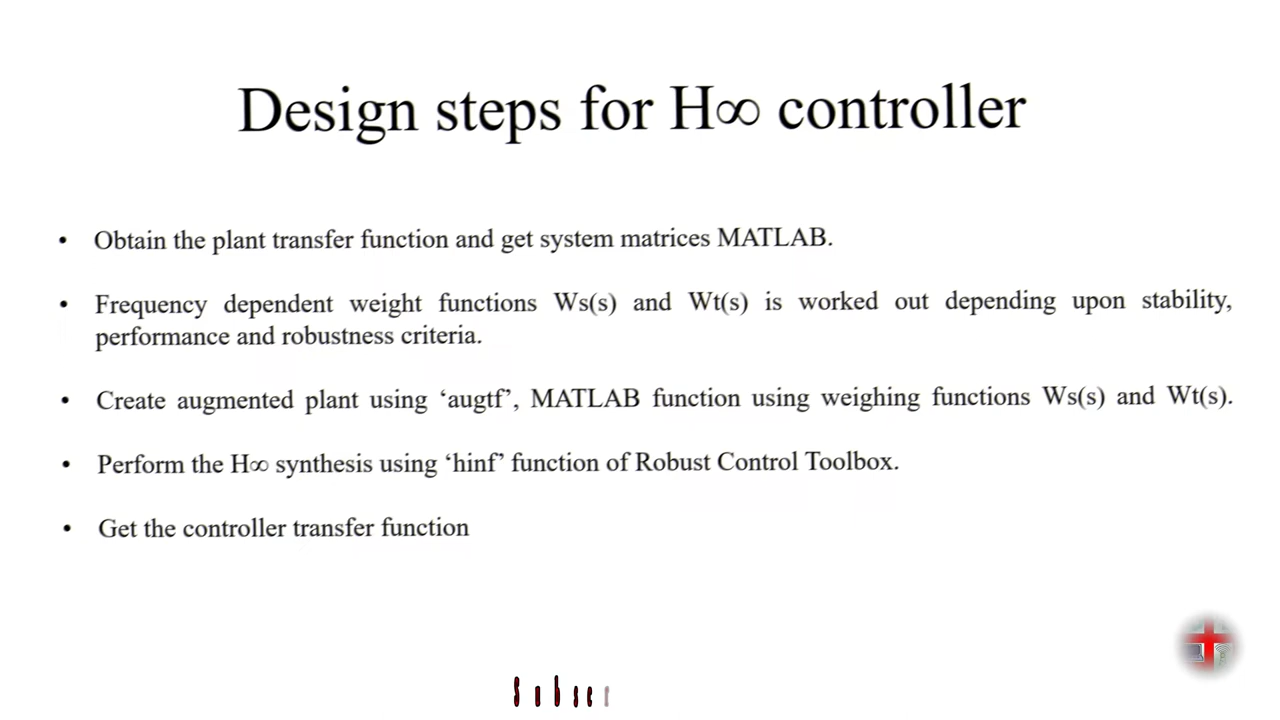 Design steps for H∞ controller
• Obtain the plant transfer function and get system matrices MATLAB.
• Frequency dependent weight functions Ws(s) and Wt(s) is worked out depending upon stability,
performance and robustness criteria.
• Create augmented plant using ‘augtf’, MATLAB function using weighing functions Ws(s) and Wt(s).
• Perform the H∞ synthesis using ‘hinf’ function of Robust Control Toolbox.
• Get the controller transfer function